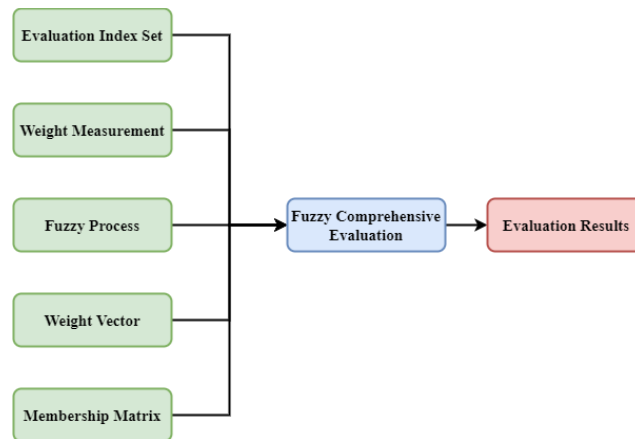 Evaluation Index Set
Weight Measurement
Fuzzy Process
Weight Vector
Membership Matrix
Fuzzy Comprehensive
Evaluation
Evaluation Results